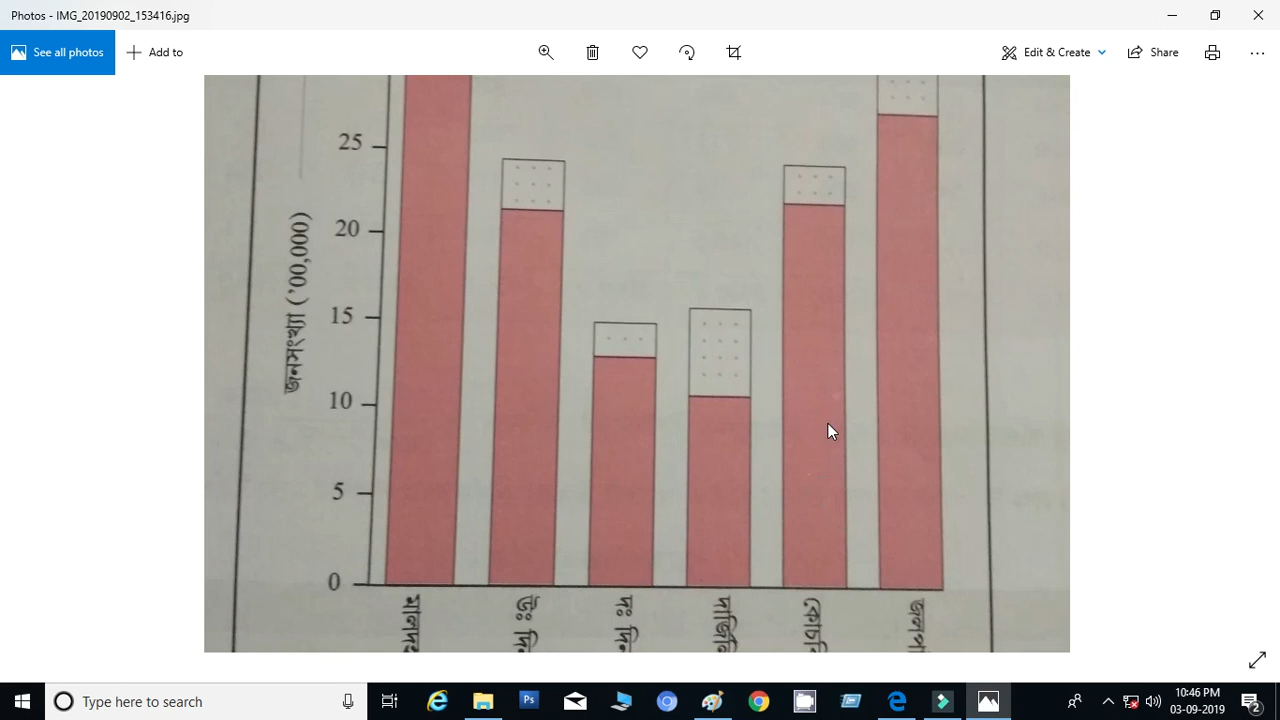 Photos - IMG_20190902_153416.jpg
See all photos
Add to
Edit & Create
Share
25
20
15
10
5
0
জনসংখ্যা ('00,000)
উঃ দি
দঃ দি
Type here to search
10:46 PM
03-09-2019
2